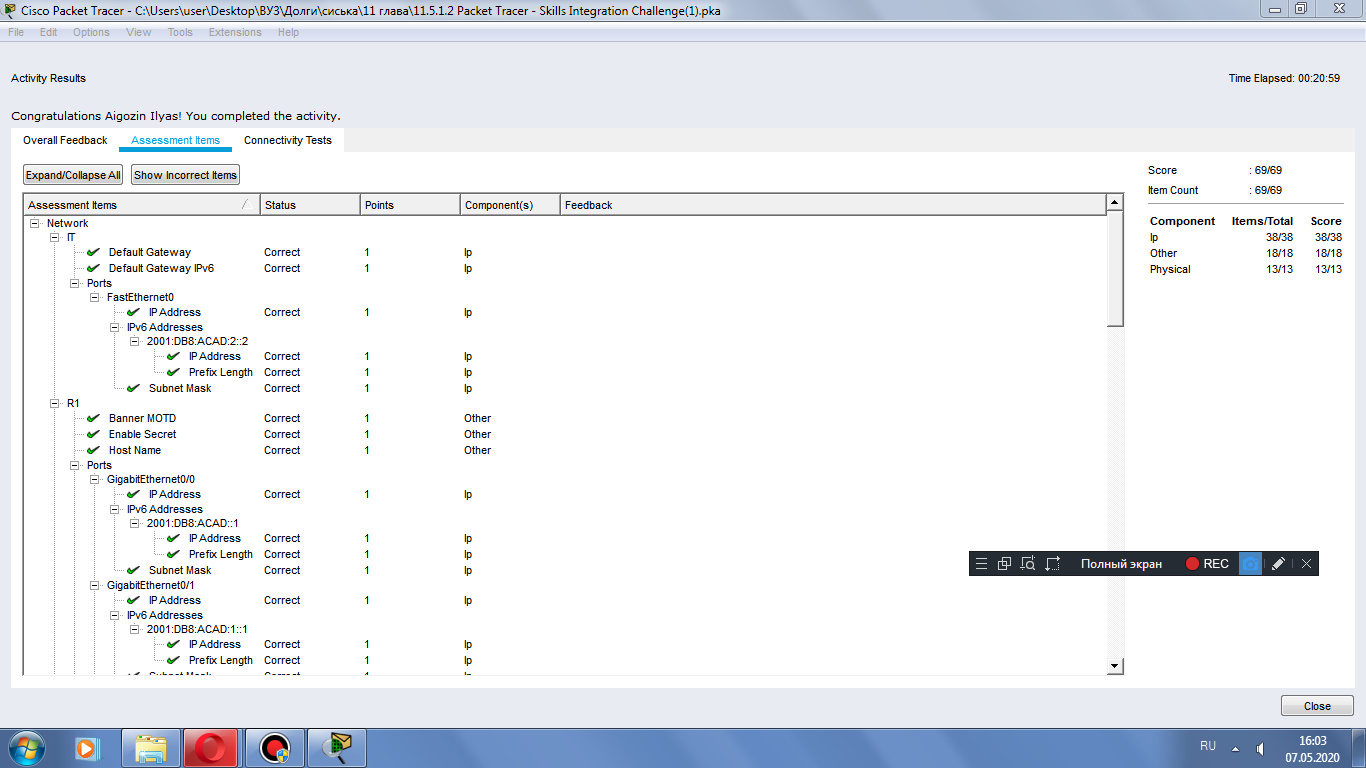 Cisco Packet Tracer - C:\Users\user\Desktop\ВУЗ\Долги\сиська\11 глава\11.5.1.2 Packet Tracer - Skills Integration Challenge(1).pka
File Edit Options View Tools Extensions Help
Activity Results
Time Elapsed: 00:20:59
Congratulations Aigozin Ilyas! You completed the activity.
Overall Feedback Assessment Items Connectivity Tests
Expand/Collapse All Show Incorrect Items
Score : 69/69
Item Count : 69/69
Component Items/Total Score
Ip 38/38 38/38
Other 18/18 18/18
Physical 13/13 13/13
Assessment Items Status Points Component(s) Feedback
Network
IT
Default Gateway Correct 1 Ip
Default Gateway IPv6 Correct 1 Ip
Ports
FastEthernet0
IP Address Correct 1 Ip
IPv6 Addresses
2001:DB8:ACAD:2::2
IP Address Correct 1 Ip
Prefix Length Correct 1 Ip
Subnet Mask Correct 1 Ip
R1
Banner MOTD Correct 1 Other
Enable Secret Correct 1 Other
Host Name Correct 1 Other
Ports
GigabitEthernet0/0
IP Address Correct 1 Ip
IPv6 Addresses
2001:DB8:ACAD::1
IP Address Correct 1 Ip
Prefix Length Correct 1 Ip
Subnet Mask Correct 1 Ip
GigabitEthernet0/1
IP Address Correct 1 Ip
IPv6 Addresses
2001:DB8:ACAD:1::1
IP Address Correct 1 Ip
Prefix Length Correct 1 Ip
Subnet Mask Correct 1 Ip
Полный экран REC
Close
RU
16:03
07.05.2020